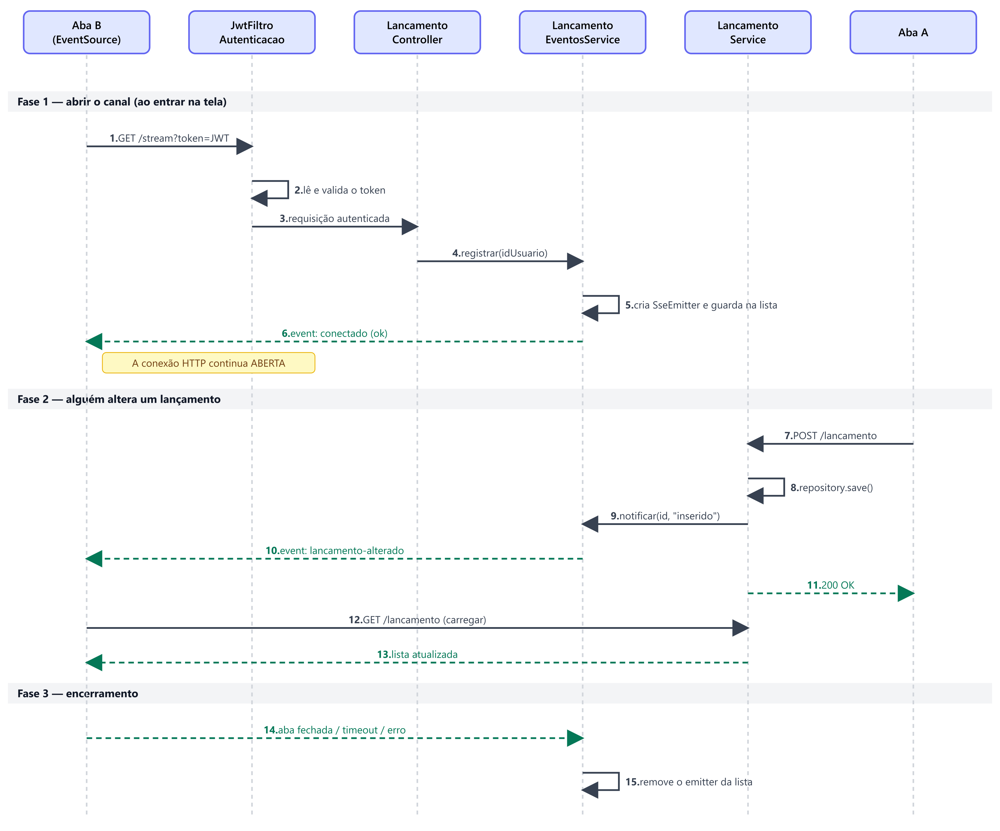 Aba B
(EventSource)
JwtFiltro
Autenticacao
Lancamento
Controller
Lancamento
EventosService
Lancamento
Service
Aba A
Fase 1 — abrir o canal (ao entrar na tela)
1.GET /stream?token=JWT
2.lê e valida o token
3.requisição autenticada
4.registrar(idUsuario)
5.cria SseEmitter e guarda na lista
6.event: conectado (ok)
A conexão HTTP continua ABERTA
Fase 2 — alguém altera um lançamento
7.POST /lancamento
8.repository.save()
9.notificar(id, "inserido")
10.event: lancamento-alterado
11.200 OK
12.GET /lancamento (carregar)
13.lista atualizada
Fase 3 — encerramento
14.aba fechada / timeout / erro
15.remove o emitter da lista